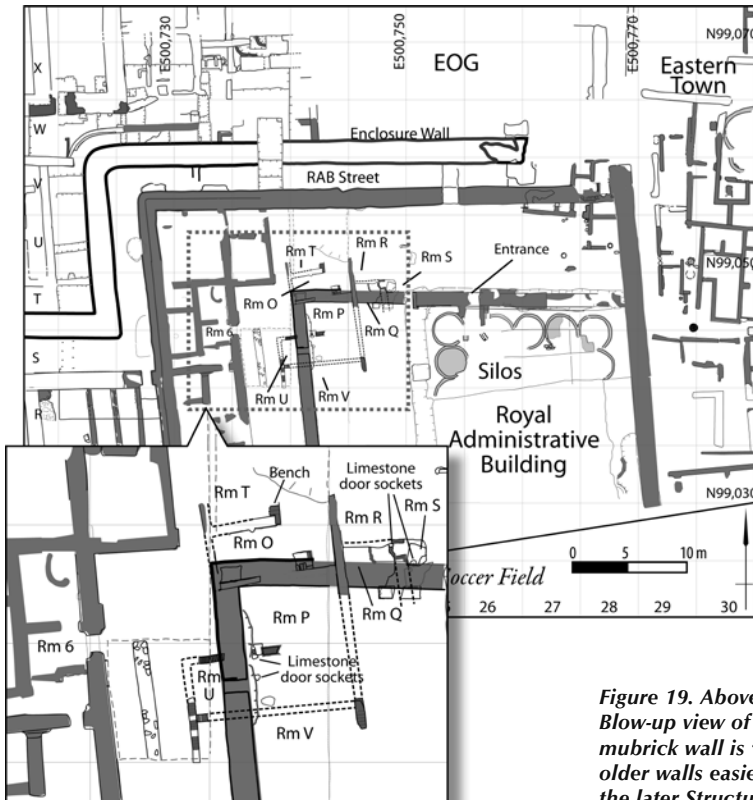 E500,730
E500,750
E500,770
N99,070
EOG
Eastern
Town
X
W
V
U
T
S
R
Enclosure Wall
RAB Street
Rm T
Rm R
Rm S
Entrance
N99,050
Rm O
Rm P
Rm 6
Rm Q
Rm U
Rm V
Silos
Royal
Administrative
Building
N99,030
Bench
Limestone
door sockets
Rm T
Rm R
Rm S
Rm O
Rm P
Rm Q
Rm 6
Limestone
door sockets
Rm
U
Rm V
occer Field
0 5 10 m
26 27 28 29 30
Figure 19. Above
Blow-up view of
mubrick wall is
older walls easie
the later Structu